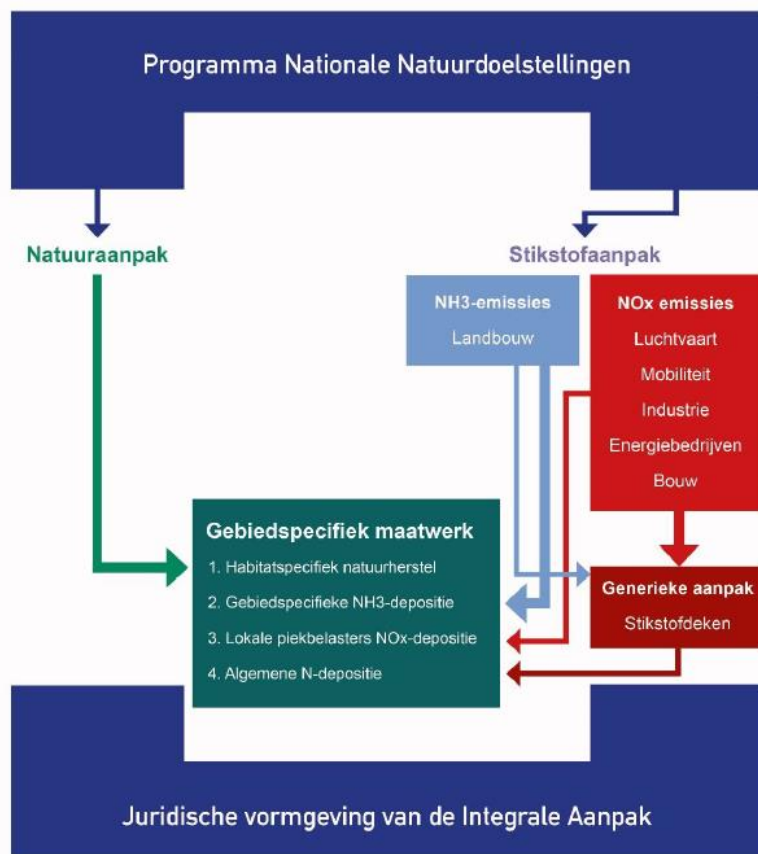 Programma Nationale Natuurdoelstellingen
Natuuraanpak
Stikstofaanpak
NH3-emissies
Landbouw
NOx emissies
Luchtvaart
Mobiliteit
Industrie
Energiebedrijven
Bouw
Gebiedspecifiek maatwerk
1. Habitatspecifiek natuurherstel
2. Gebiedspecifieke NH3-depositie
3. Lokale piekbelasters NOx-depositie
4. Algemene N-depositie
Generieke aanpak
Stikstofdeken
Juridische vormgeving van de Integrale Aanpak